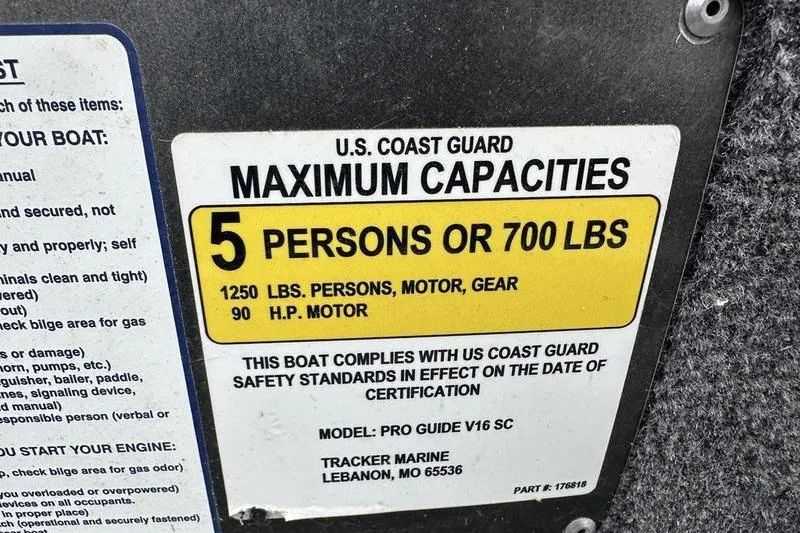 ST
ch of these items:
YOUR BOAT:
anual
and secured, not
y and properly; self
minals clean and tight)
vered)
out)
heck bilge area for gas
s or damage)
horn, pumps, etc.)
guisher, bailer, paddle,
nes, signaling device,
d manual)
esponsible person (verbal or
OU START YOUR ENGINE:
p, check bilge area for gas odor)
you overloaded or overpowered)
devices on all occupants.
in proper place)
ch (operational and securely fastened)
U.S. COAST GUARD
MAXIMUM CAPACITIES
5 PERSONS OR 700 LBS
1250 LBS. PERSONS, MOTOR, GEAR
90 H.P. MOTOR
THIS BOAT COMPLIES WITH US COAST GUARD
SAFETY STANDARDS IN EFFECT ON THE DATE OF
CERTIFICATION
MODEL: PRO GUIDE V16 SC
TRACKER MARINE
LEBANON, MO 65536
PART #: 176818